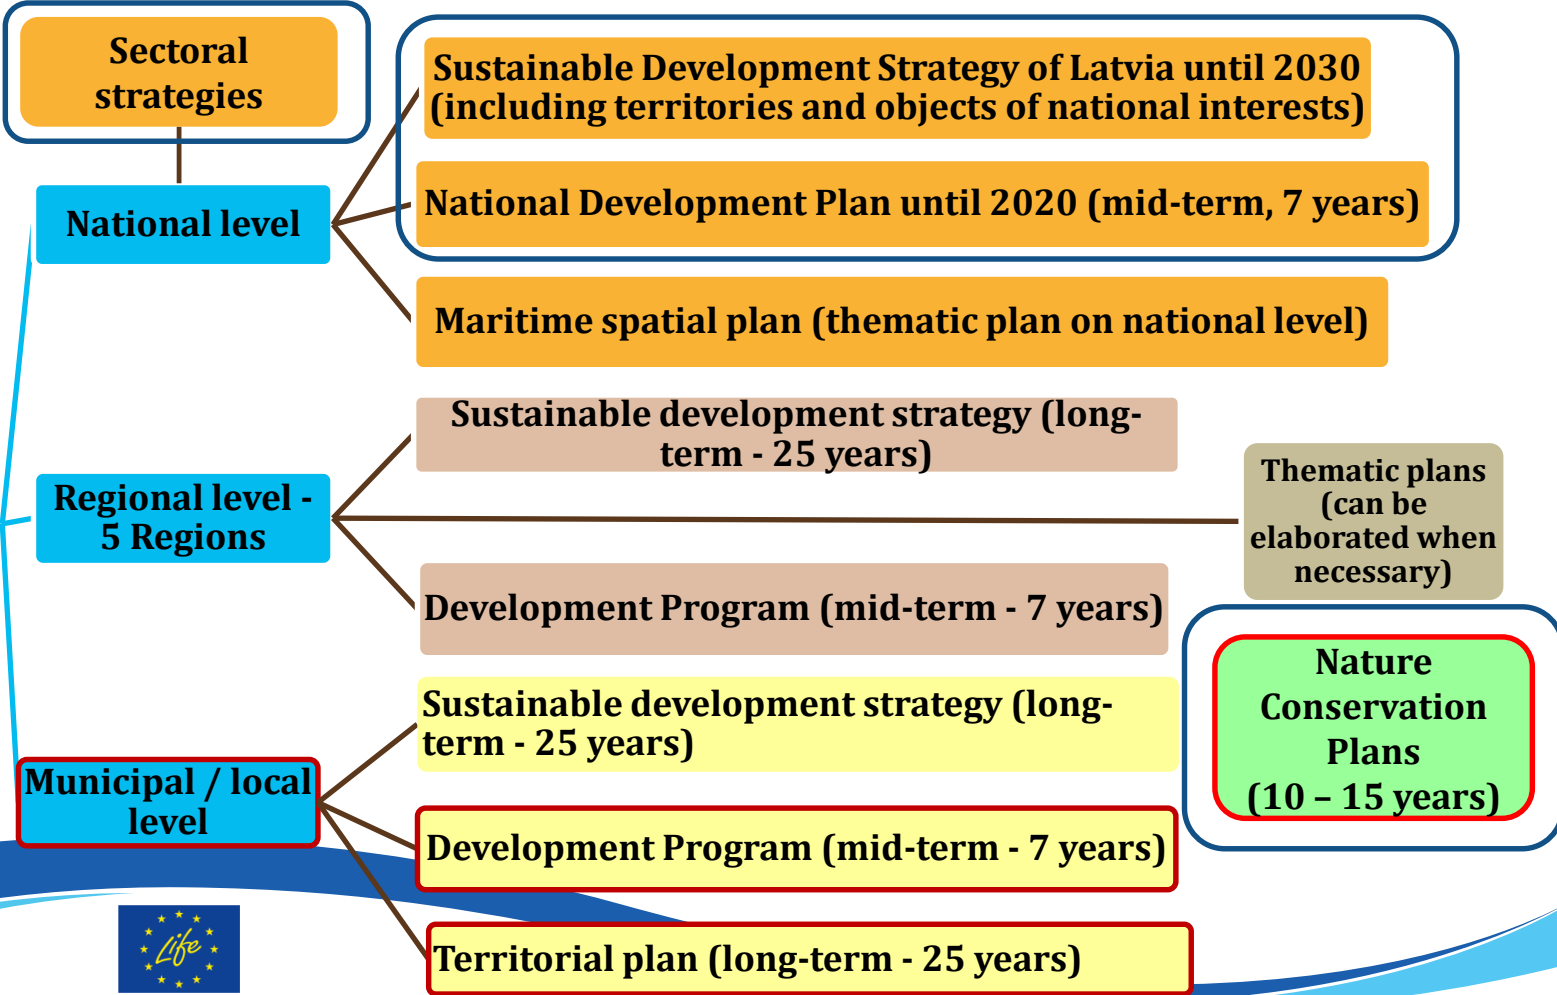 Sectoral
strategies
Sustainable Development Strategy of Latvia until 2030
(including territories and objects of national interests)
National level
National Development Plan until 2020 (mid-term, 7 years)
Maritime spatial plan (thematic plan on national level)
Sustainable development strategy (long-
term - 25 years)
Regional level -
5 Regions
Thematic plans
(can be
elaborated when
necessary)
Development Program (mid-term - 7 years)
Nature
Conservation
Plans
(10 – 15 years)
Sustainable development strategy (long-
term - 25 years)
Municipal / local
level
Development Program (mid-term - 7 years)
Territorial plan (long-term - 25 years)
Life